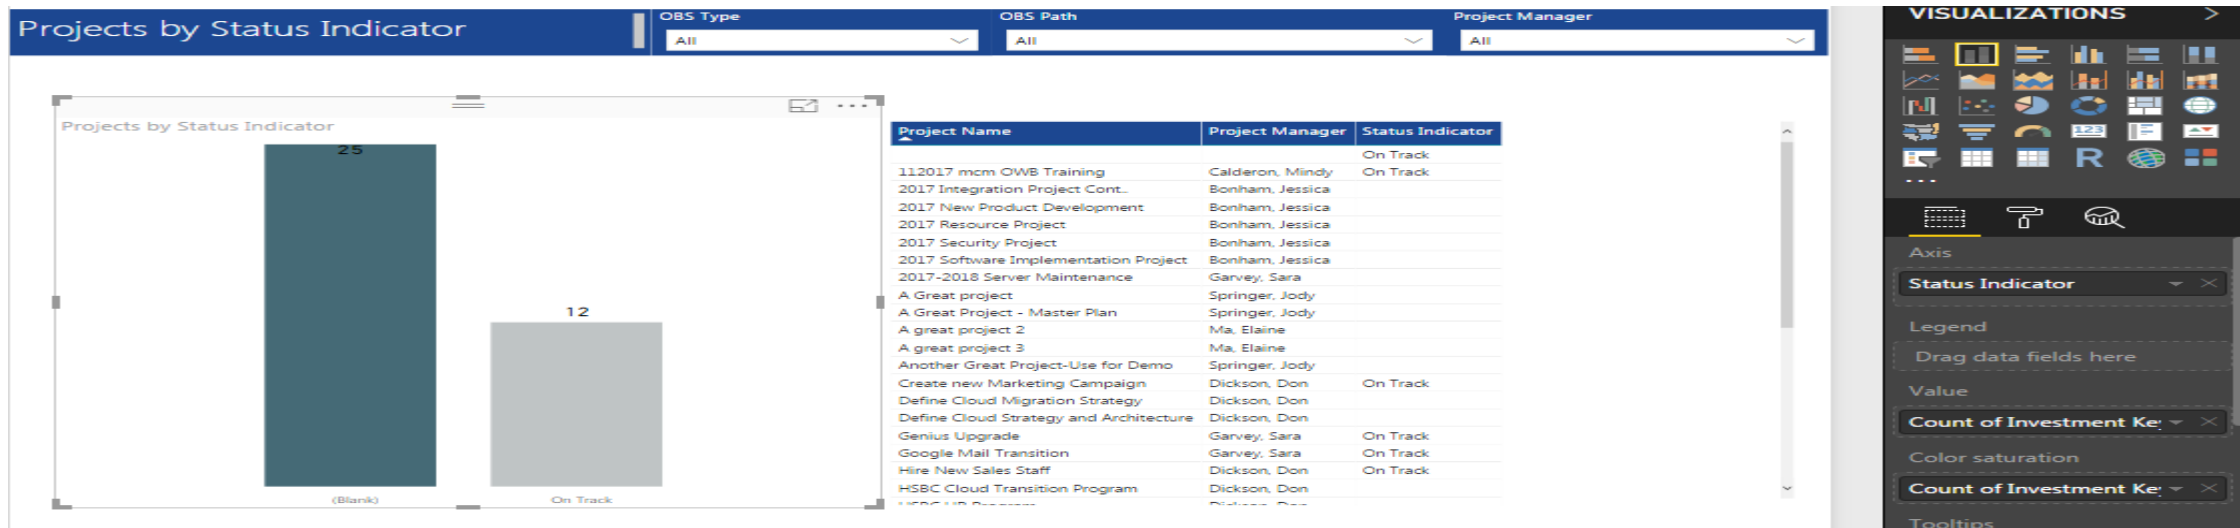 Projects by Status Indicator
OBS Type
OBS Path
Project Manager
All
All
All
VISUALIZATIONS
Projects by Status Indicator
25
12
(Blank)
On Track
Project Name Project Manager Status Indicator
On Track
112017 mcm OWB Training Calderon, Mindy On Track
2017 Integration Project Cont... Bonham, Jessica
2017 New Product Development Bonham, Jessica
2017 Resource Project Bonham, Jessica
2017 Security Project Bonham, Jessica
2017 Software Implementation Project Bonham, Jessica
2017-2018 Server Maintenance Garvey, Sara
A Great project Springer, Jody
A Great Project - Master Plan Springer, Jody
A great project 2 Ma, Elaine
A great project 3 Ma, Elaine
Another Great Project-Use for Demo Springer, Jody
Create new Marketing Campaign Dickson, Don On Track
Define Cloud Migration Strategy Dickson, Don
Define Cloud Strategy and Architecture Dickson, Don
Genius Upgrade Garvey, Sara On Track
Google Mail Transition Garvey, Sara On Track
Hire New Sales Staff Dickson, Don On Track
HSBC Cloud Transition Program Dickson, Don
123
R
Axis
Status Indicator
Legend
Drag data fields here
Value
Count of Investment Ke
Color saturation
Count of Investment Ke
Tooltips